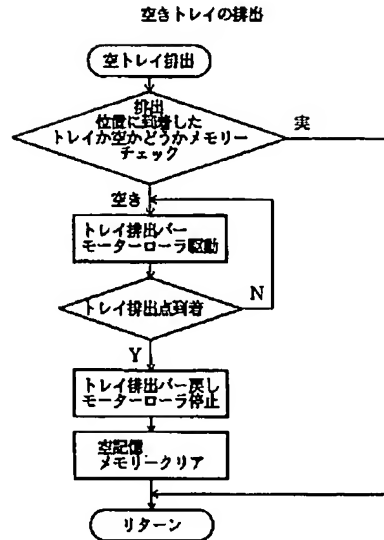 空きトレイの排出
空トレイ排出
排出
位置に到着した
トレイか空かどうかメモリー
チェック
実
空き
トレイ排出バー
モーターローラ駆動
トレイ排出点到着
N
Y
トレイ排出バー戻し
モーターローラ停止
空記憶
メモリークリア
リターン